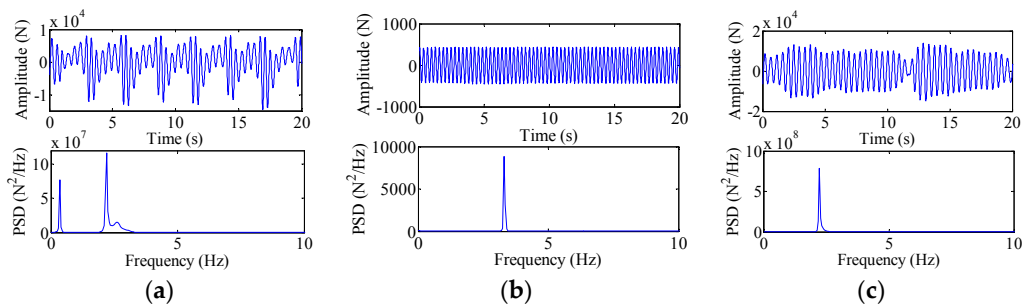 x 10^4
1
0
-1
Amplitude (N)
0 5 10 15 20
Time (s)
x 10^7
10
5
0
PSD (N^2/Hz)
0 5 10
Frequency (Hz)
(a)
1000
0
-1000
Amplitude (N)
0 5 10 15 20
Time (s)
10000
5000
0
PSD (N^2/Hz)
0 5 10
Frequency (Hz)
(b)
x 10^4
2
0
-2
Amplitude (N)
0 5 10 15 20
Time (s)
x 10^8
10
5
0
PSD (N^2/Hz)
0 5 10
Frequency (Hz)
(c)